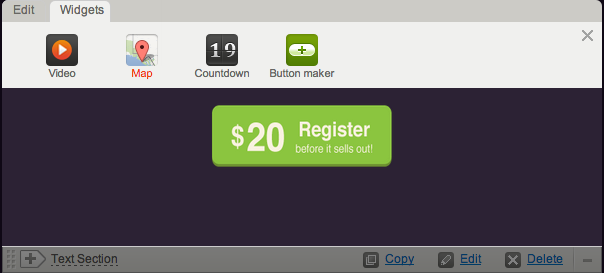 Edit Widgets
19
Video Map Countdown Button maker
$20 Register
before it sells out!
Text Section Copy Edit Delete